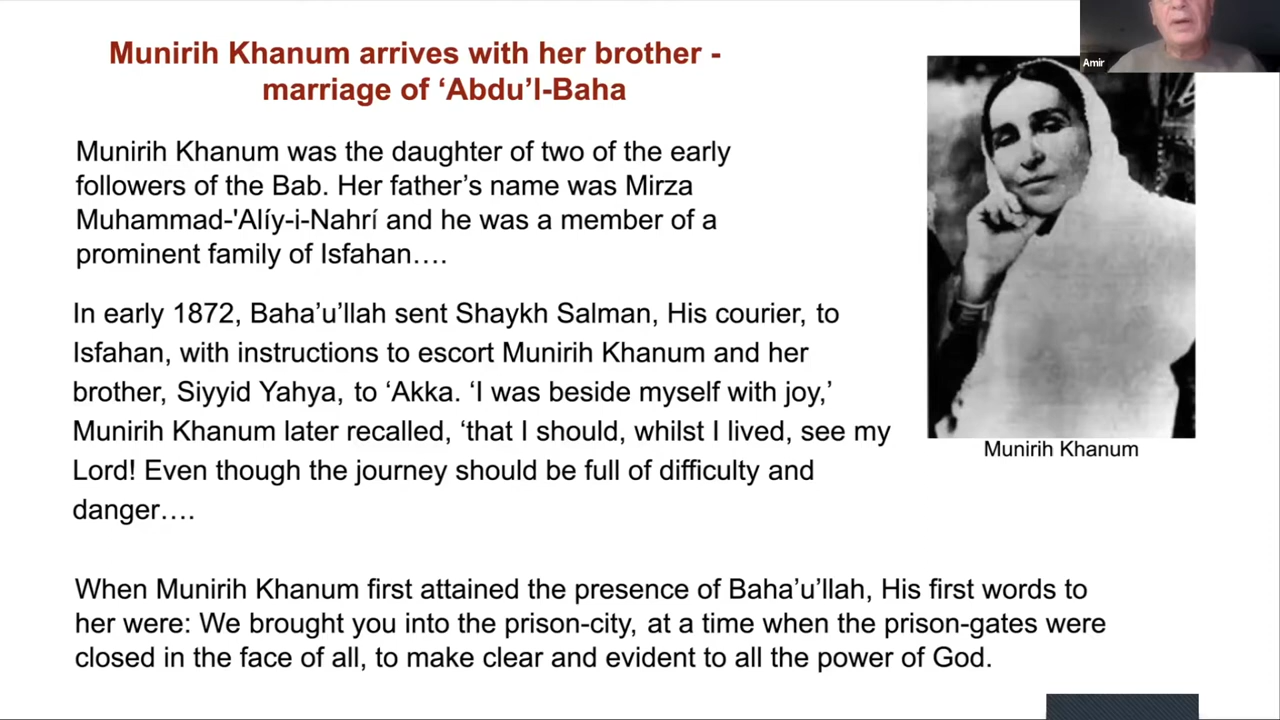 Munirih Khanum arrives with her brother -
marriage of ‘Abdu’l-Baha
Amir
Munirih Khanum was the daughter of two of the early
followers of the Bab. Her father’s name was Mirza
Muhammad-'Alíy-i-Nahrí and he was a member of a
prominent family of Isfahan….
In early 1872, Baha’u’llah sent Shaykh Salman, His courier, to
Isfahan, with instructions to escort Munirih Khanum and her
brother, Siyyid Yahya, to ‘Akka. ‘I was beside myself with joy,’
Munirih Khanum later recalled, ‘that I should, whilst I lived, see my
Lord! Even though the journey should be full of difficulty and
danger….
Munirih Khanum
When Munirih Khanum first attained the presence of Baha’u’llah, His first words to
her were: We brought you into the prison-city, at a time when the prison-gates were
closed in the face of all, to make clear and evident to all the power of God.